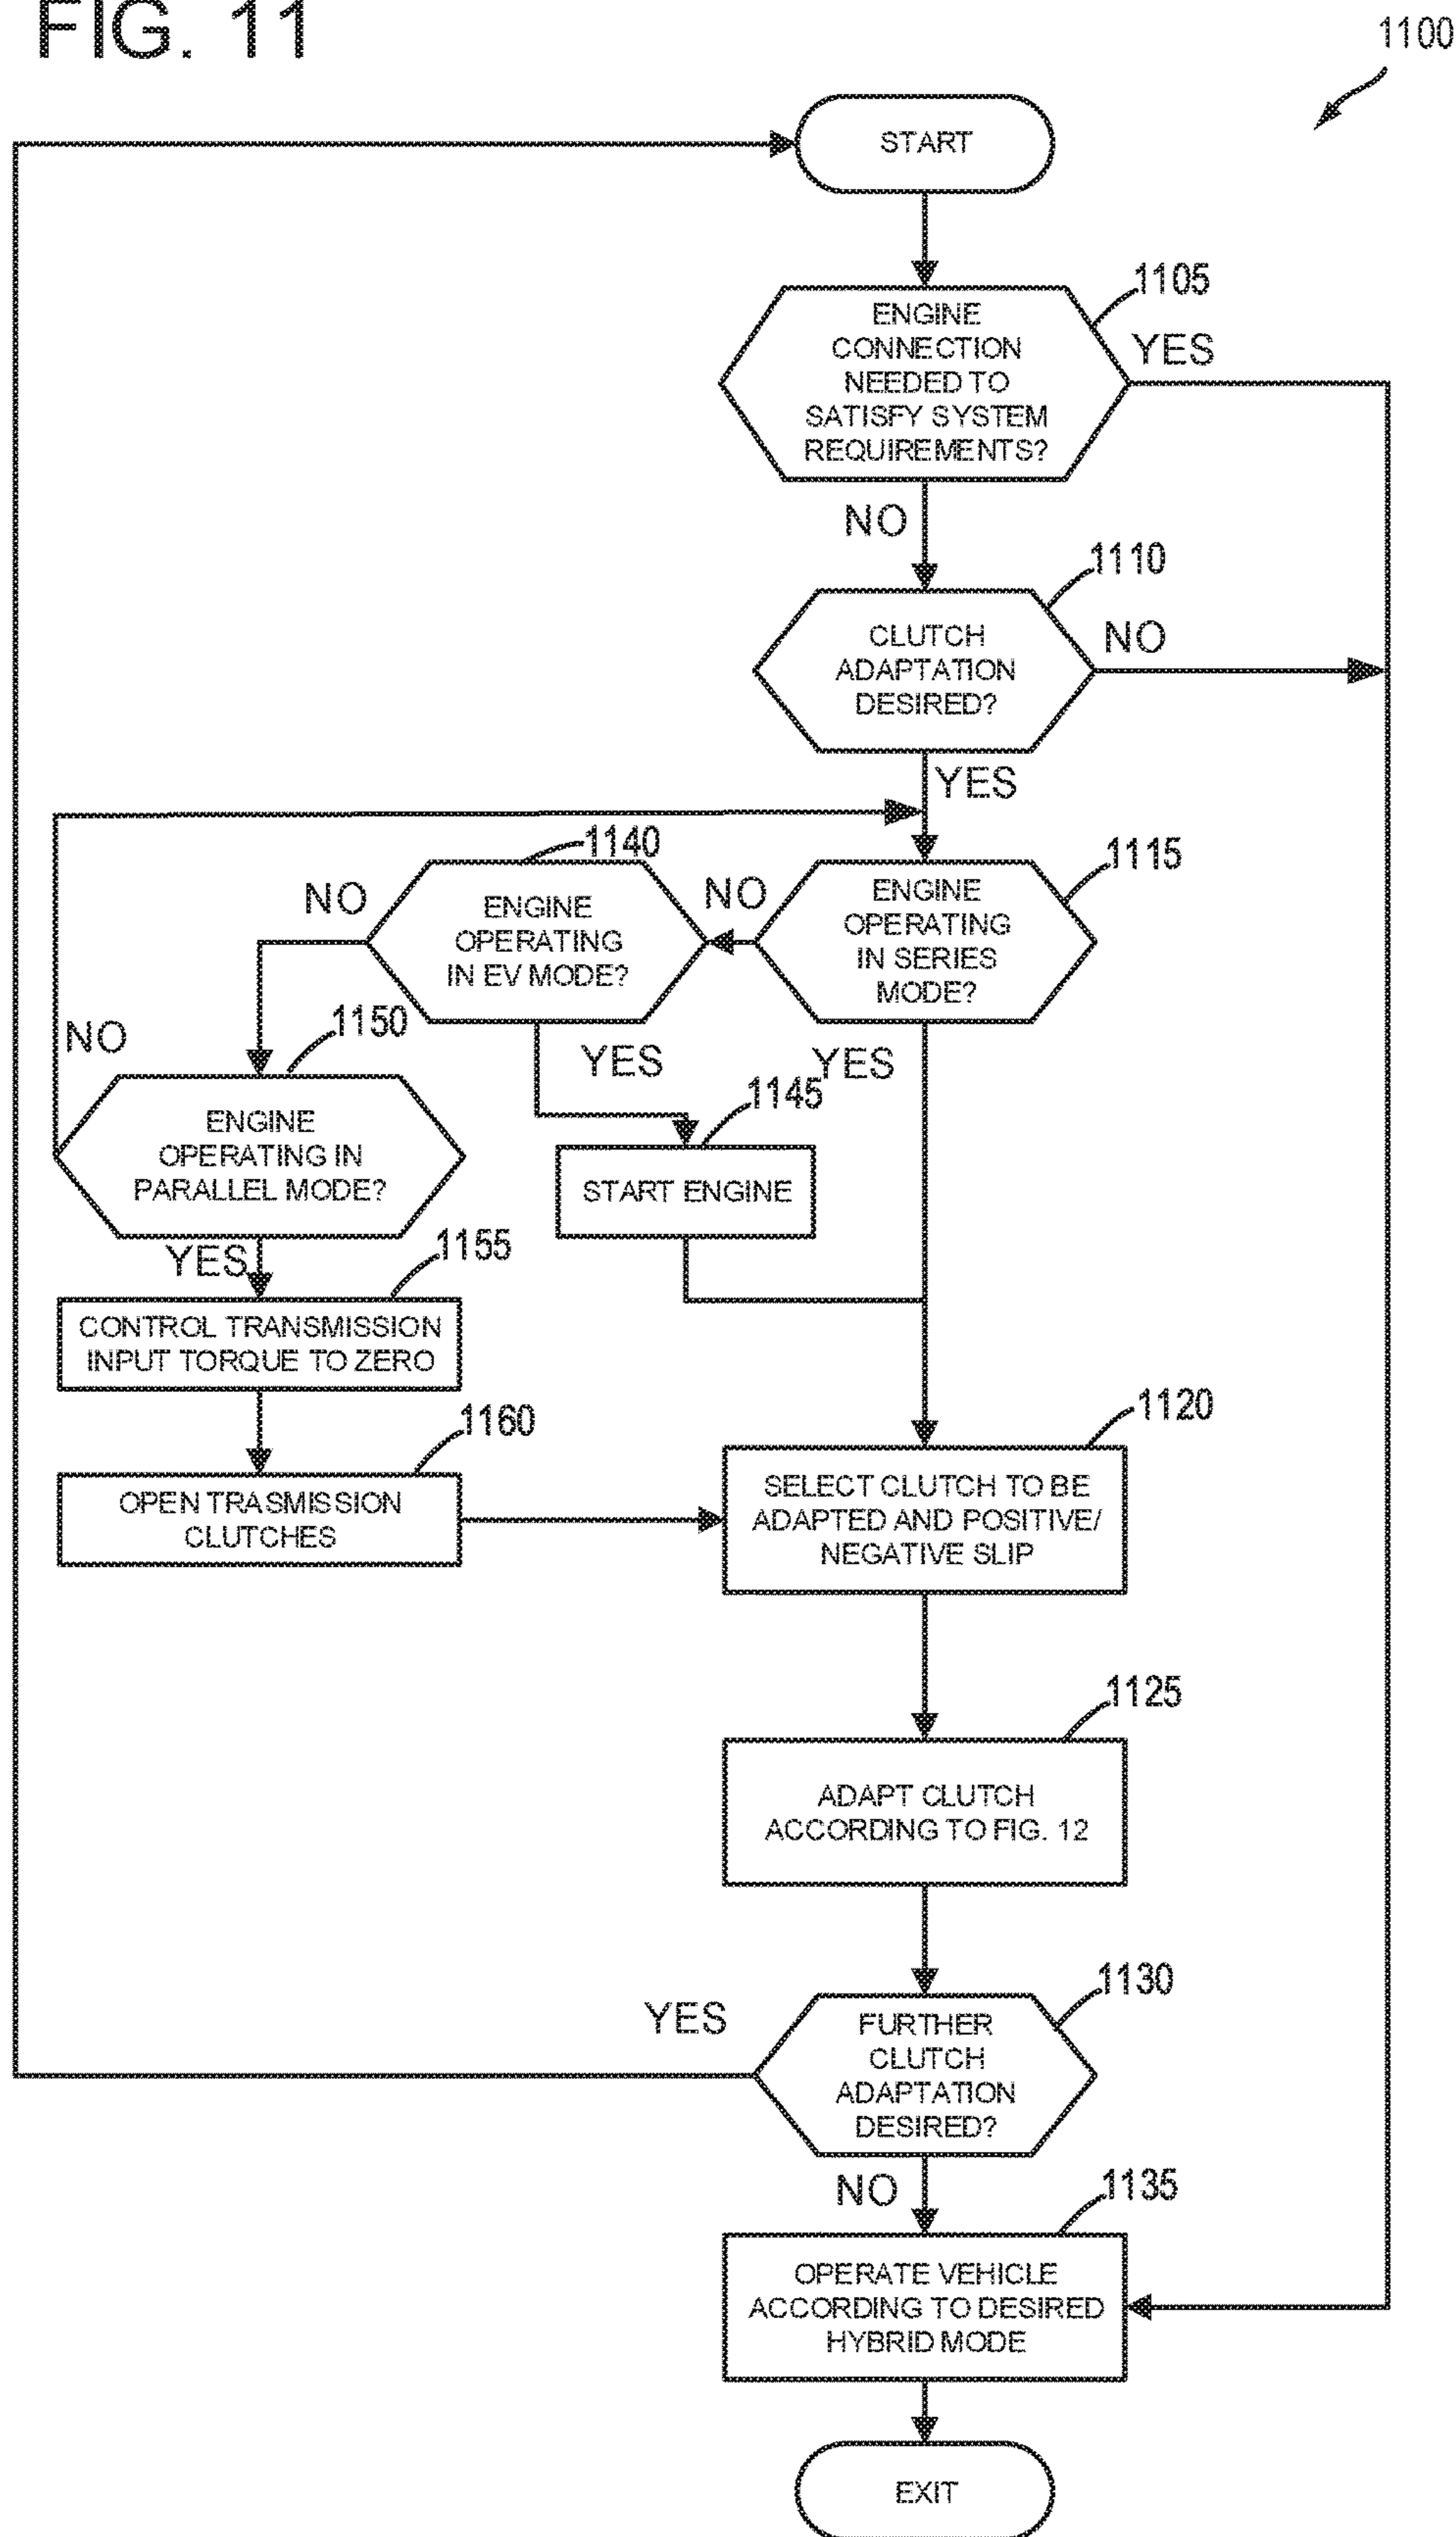 FIG. 11
1100
START
1105
ENGINE
CONNECTION
NEEDED TO
SATISFY SYSTEM
REQUIREMENTS?
YES
NO
1110
CLUTCH
ADAPTATION
DESIRED?
NO
YES
1115
ENGINE
OPERATING
IN SERIES
MODE?
NO
YES
1140
ENGINE
OPERATING
IN EV MODE?
NO
YES
1145
START ENGINE
1150
ENGINE
OPERATING IN
PARALLEL MODE?
NO
YES
1155
CONTROL TRANSMISSION
INPUT TORQUE TO ZERO
1160
OPEN TRASMISSION
CLUTCHES
1120
SELECT CLUTCH TO BE
ADAPTED AND POSITIVE/
NEGATIVE SLIP
1125
ADAPT CLUTCH
ACCORDING TO FIG. 12
1130
FURTHER
CLUTCH
ADAPTATION
DESIRED?
YES
NO
1135
OPERATE VEHICLE
ACCORDING TO DESIRED
HYBRID MODE
EXIT